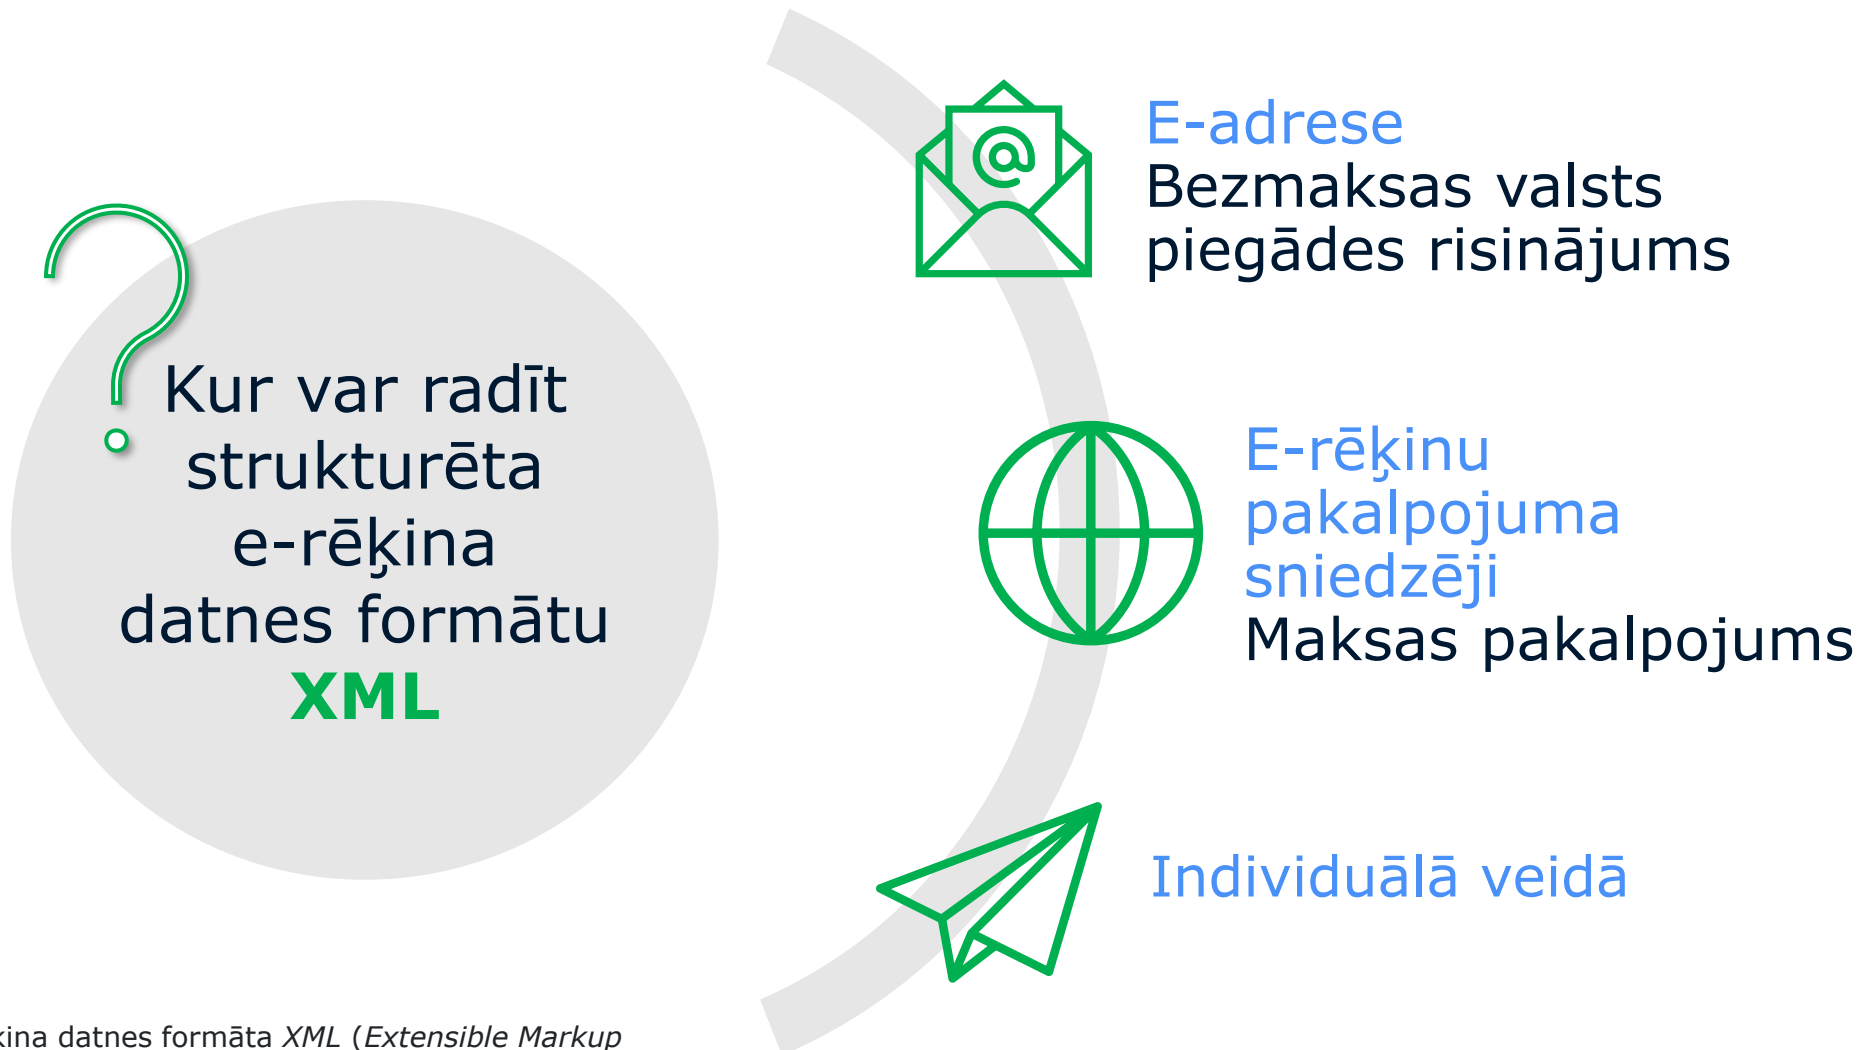 Kur var radīt
strukturēta
e-rēķina
datnes formātu
XML
E-adrese
Bezmaksas valsts
piegādes risinājums
E-rēķinu
pakalpojuma
sniedzēji
Maksas pakalpojums
Individuālā veidā
datnes formāta XML (Extensible Markup